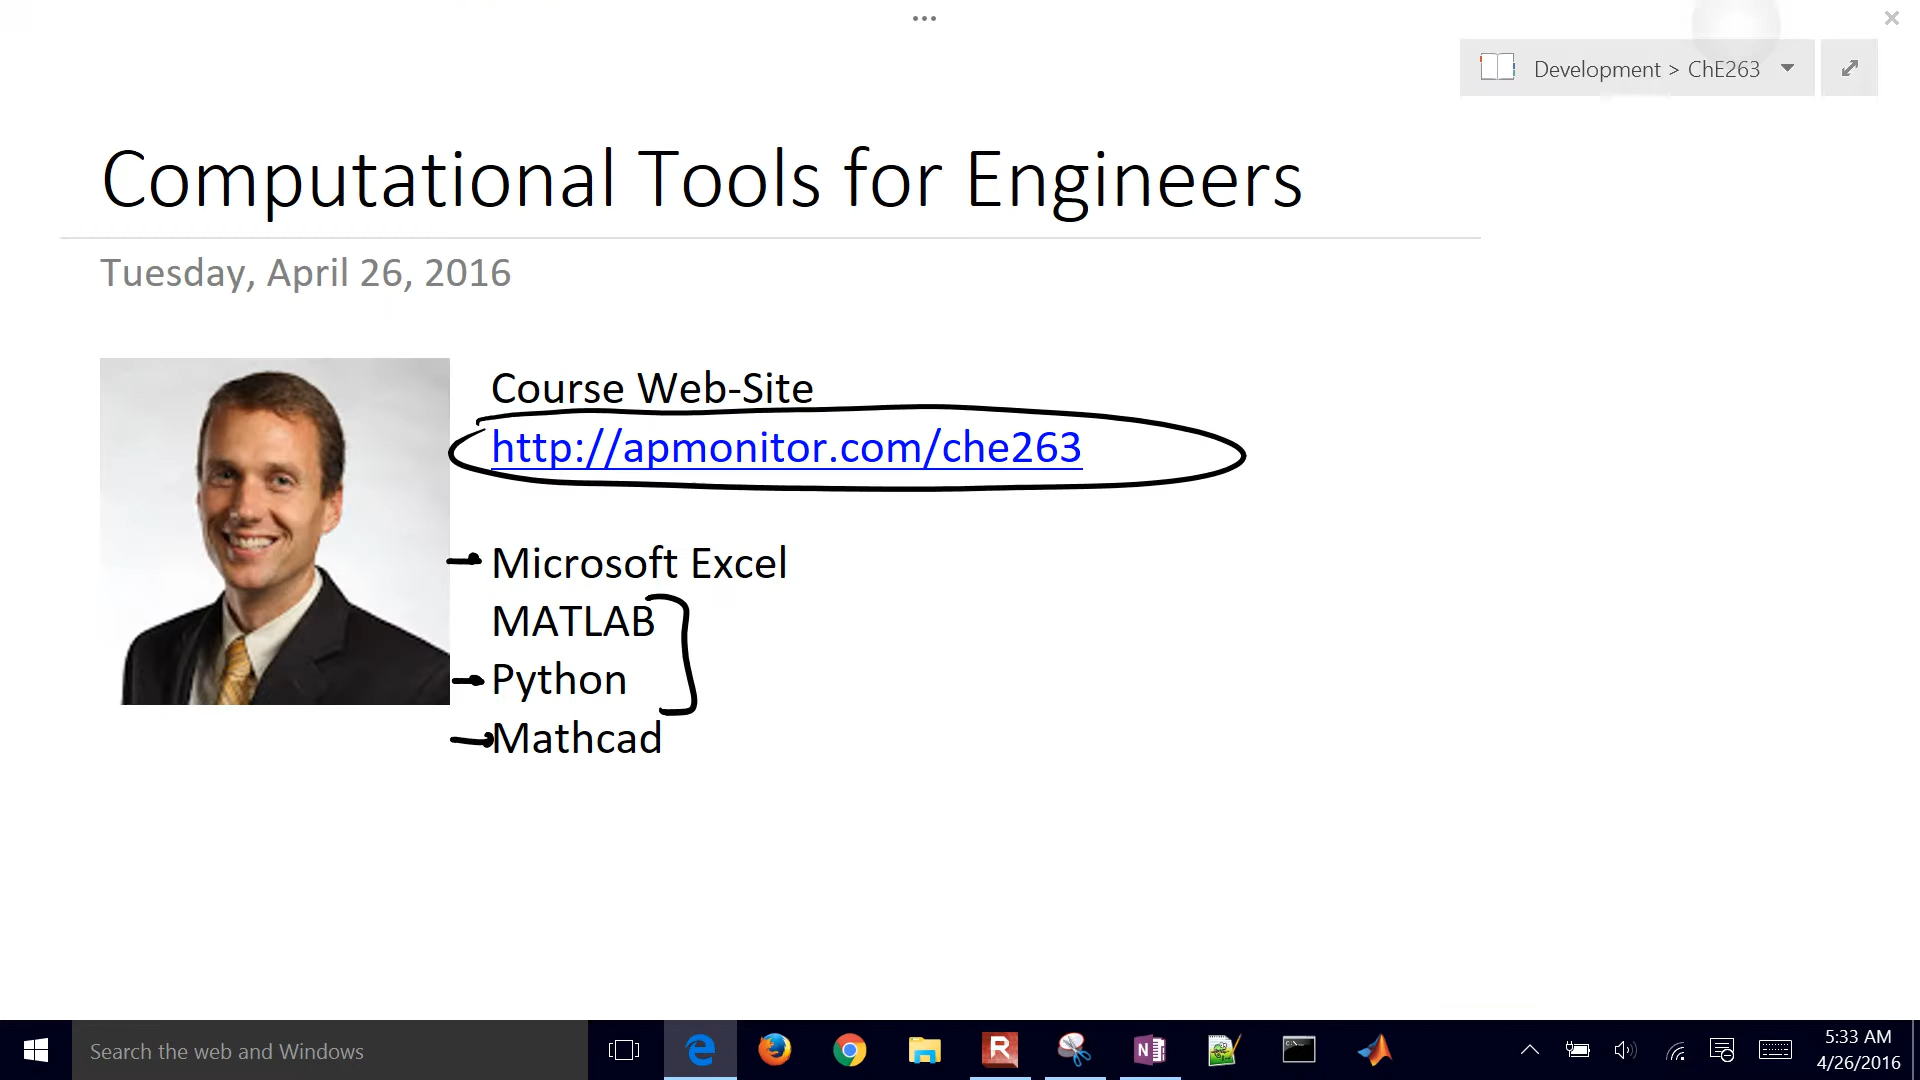 Development > ChE263
Computational Tools for Engineers
Tuesday, April 26, 2016
Course Web-Site
http://apmonitor.com/che263
Microsoft Excel
MATLAB
Python
Mathcad
Search the web and Windows
5:33 AM
4/26/2016